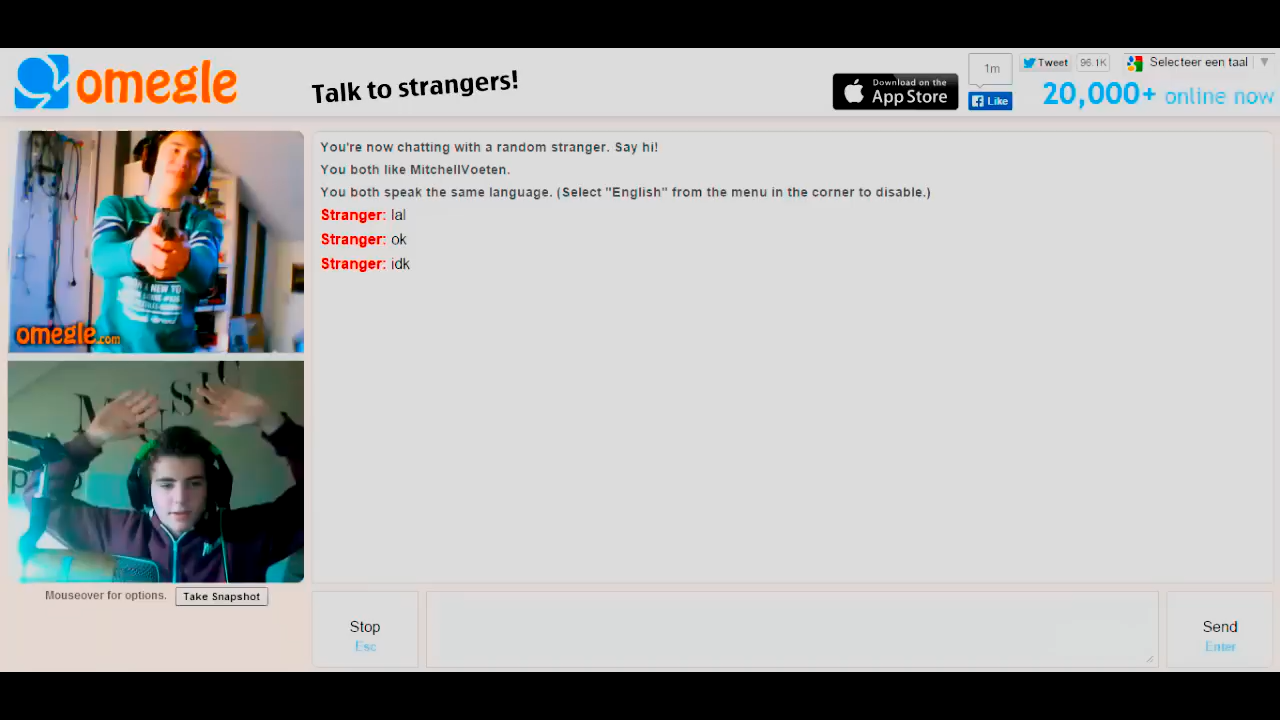 omegle
Talk to strangers!
Download on the
App Store
1m
Like
Tweet
96.1K
Selecteer een taal
20,000+ online now
You're now chatting with a random stranger. Say hi!
You both like MitchellVoeten.
You both speak the same language. (Select "English" from the menu in the corner to disable.)
Stranger: lal
Stranger: ok
Stranger: idk
omegle.com
Mouseover for options.
Take Snapshot
Stop
Esc
Send
Enter